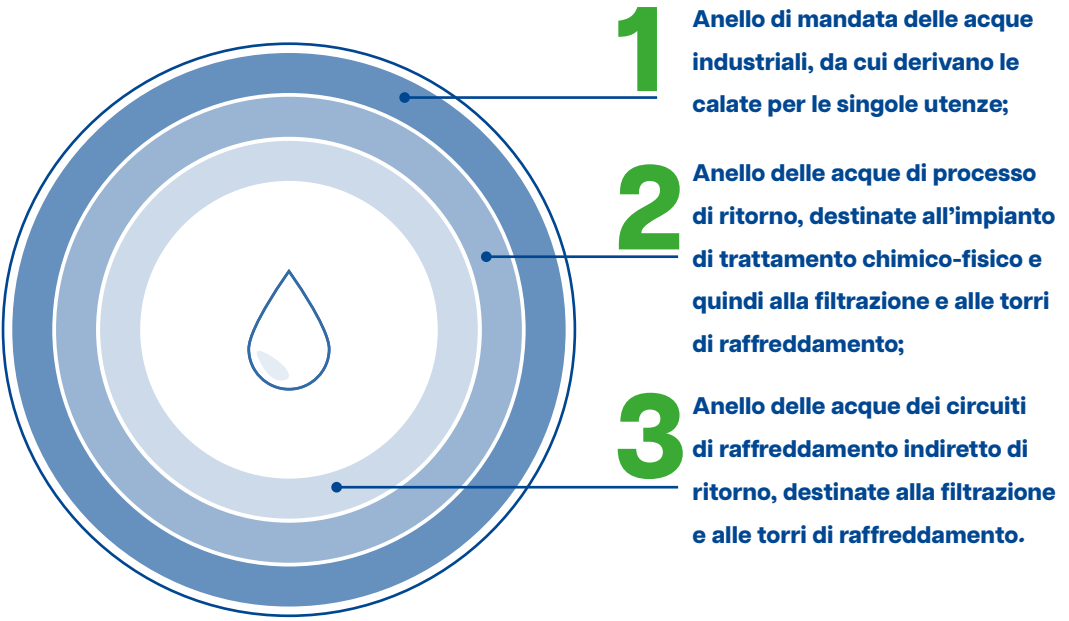 1
Anello di mandata delle acque
industriali, da cui derivano le
calate per le singole utenze;
2
Anello delle acque di processo
di ritorno, destinate all’impianto
di trattamento chimico-fisico e
quindi alla filtrazione e alle torri
di raffreddamento;
3
Anello delle acque dei circuiti
di raffreddamento indiretto di
ritorno, destinate alla filtrazione
e alle torri di raffreddamento.